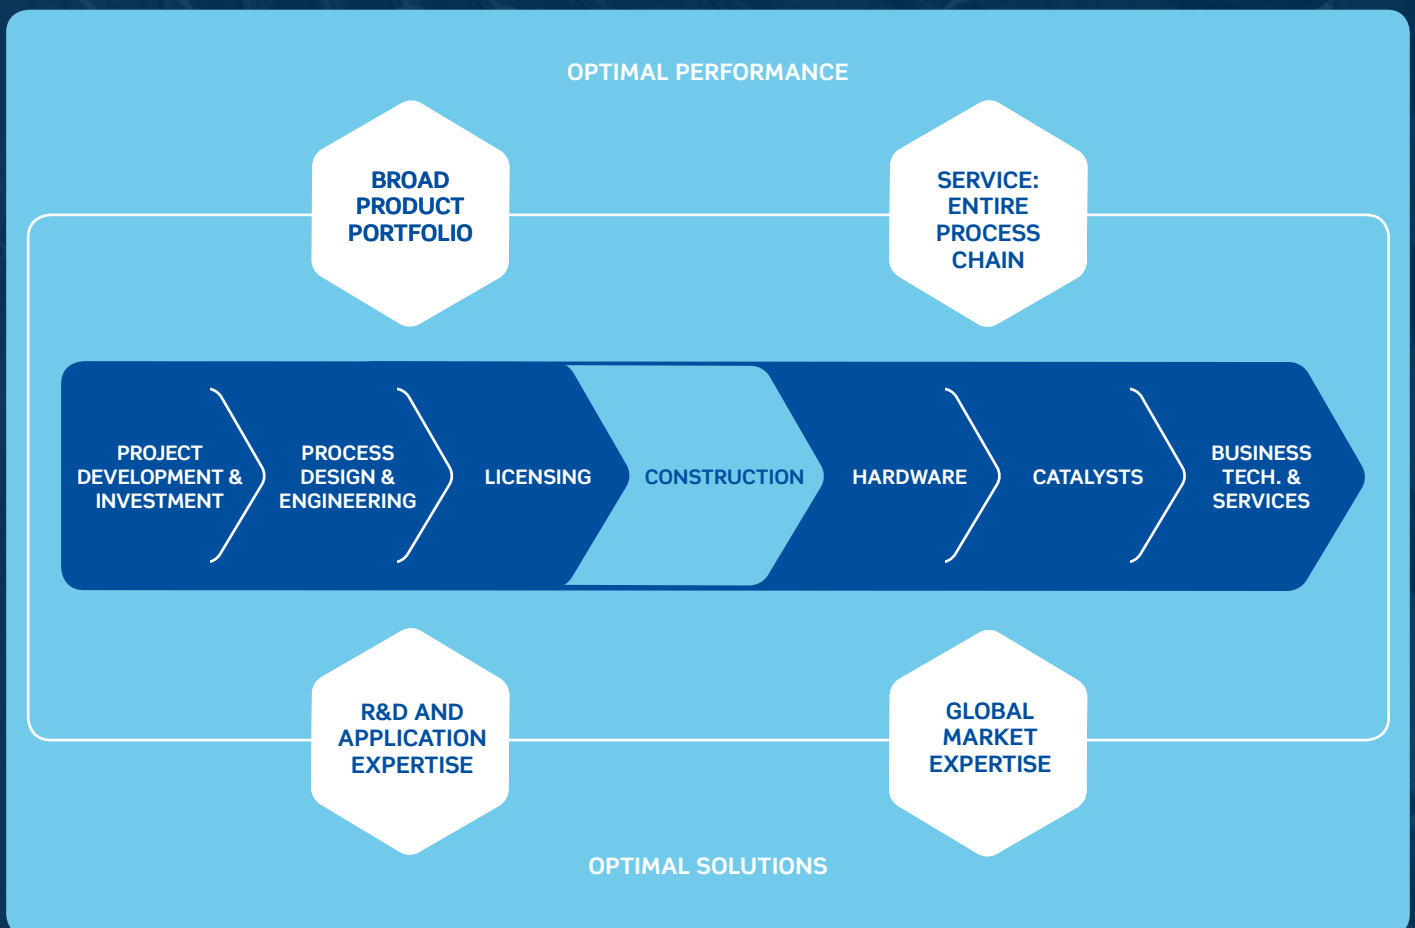 OPTIMAL PERFORMANCE
BROAD
PRODUCT
PORTFOLIO
SERVICE:
ENTIRE
PROCESS
CHAIN
PROJECT
DEVELOPMENT &
INVESTMENT
PROCESS
DESIGN &
ENGINEERING
LICENSING
CONSTRUCTION
HARDWARE
CATALYSTS
BUSINESS
TECH. &
SERVICES
R&D AND
APPLICATION
EXPERTISE
GLOBAL
MARKET
EXPERTISE
OPTIMAL SOLUTIONS